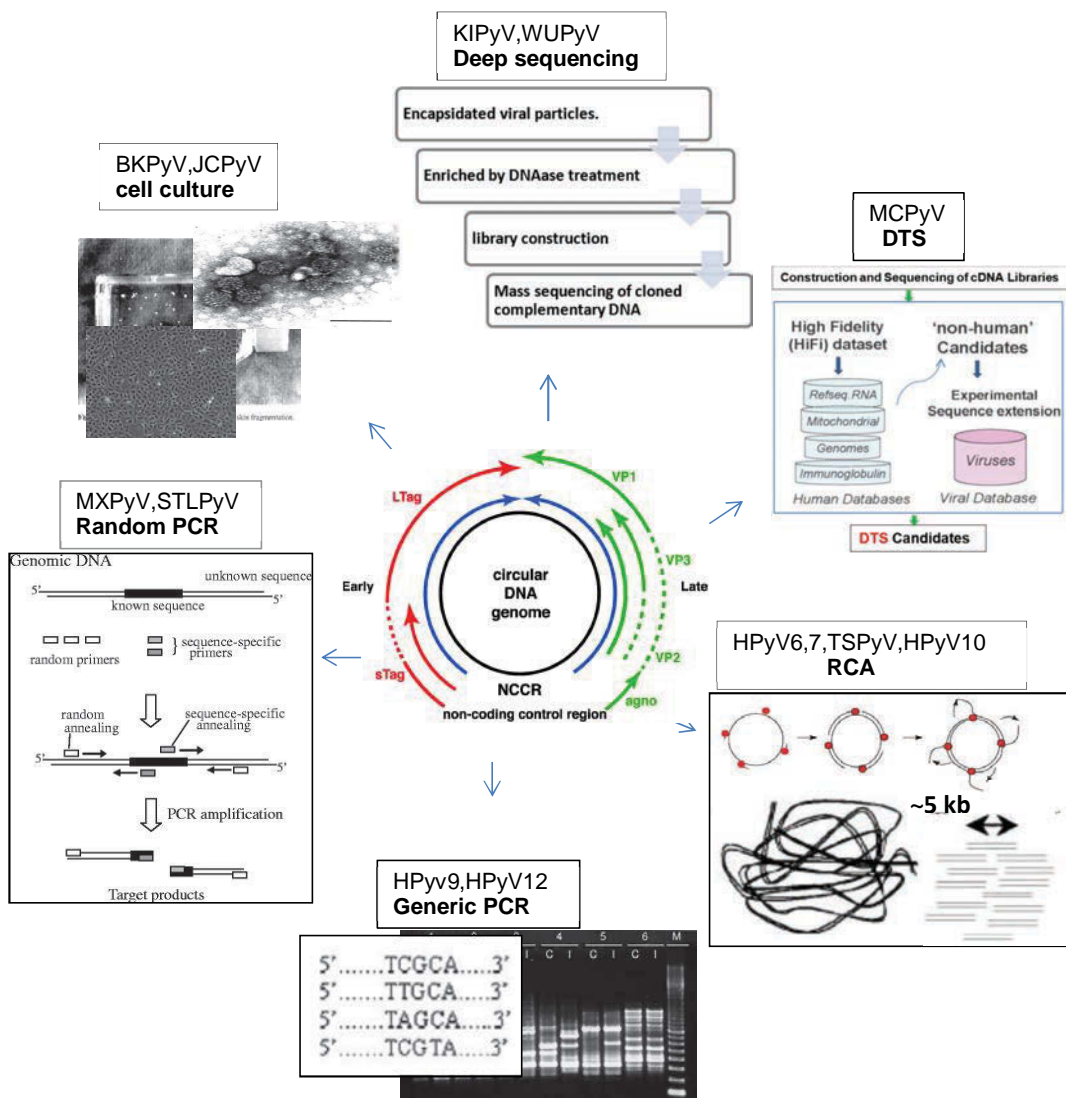 KIPyV,WUPyV
Deep sequencing
Encapsidated viral particles.
Enriched by DNAase treatment
library construction
Mass sequencing of cloned
complementary DNA
BKPyV,JCPyV
cell culture
skin fragmentation.
MCPyV
DTS
Construction and Sequencing of cDNA Libraries
High Fidelity
(HiFi) dataset
'non-human'
Candidates
Refseq RNA
Mitochondrial
Genomes
Immunoglobulin
Human Databases
Experimental
Sequence extension
Viruses
Viral Database
DTS Candidates
MXPyV,STLPyV
Random PCR
Genomic DNA
unknown sequence
5'
5'
known sequence
random primers
sequence-specific
primers
random
annealing
sequence-specific
annealing
5'
5'
PCR amplification
Target products
LTag
VP1
Early
circular
DNA
genome
VP3
Late
sTag
VP2
NCCR
agno
non-coding control region
HPyV6,7,TSPyV,HPyV10
RCA
~5 kb
HPyv9,HPyV12
Generic PCR
4 5 6 M
I C I C I C I
5'.......TCGCA.....3'
5'.......TTGCA.....3'
5'.......TAGCA.....3'
5'.......TCGTA.....3'